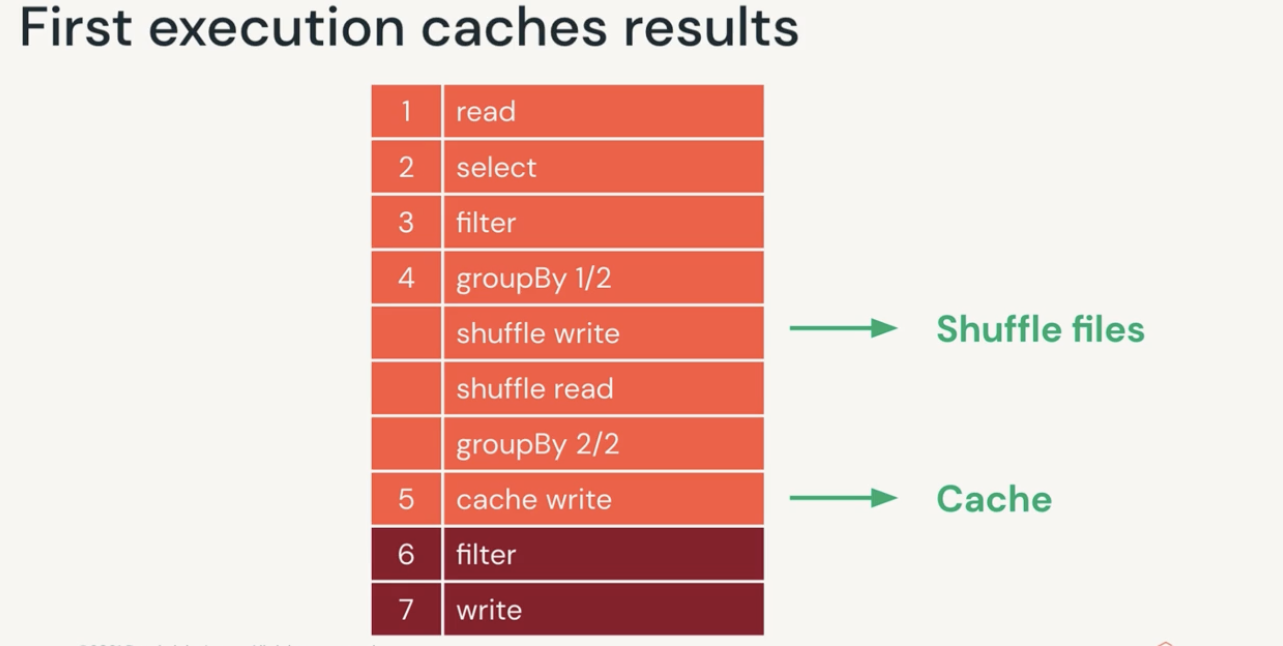 First execution caches results
1 read
2 select
3 filter
4 groupBy 1/2
shuffle write
Shuffle files
shuffle read
groupBy 2/2
5 cache write
Cache
6 filter
7 write